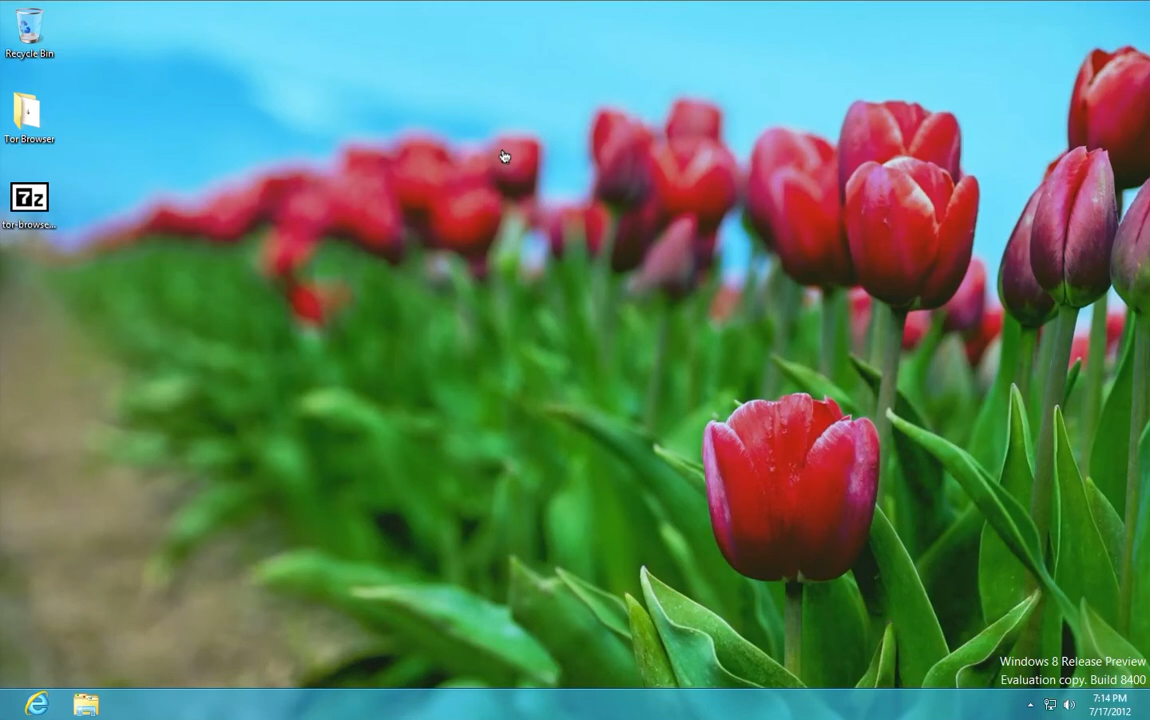 Recycle Bin
Tor Browser
7z
tor-browse...
Windows 8 Release Preview
Evaluation copy. Build 8400
7:14 PM
7/17/2012